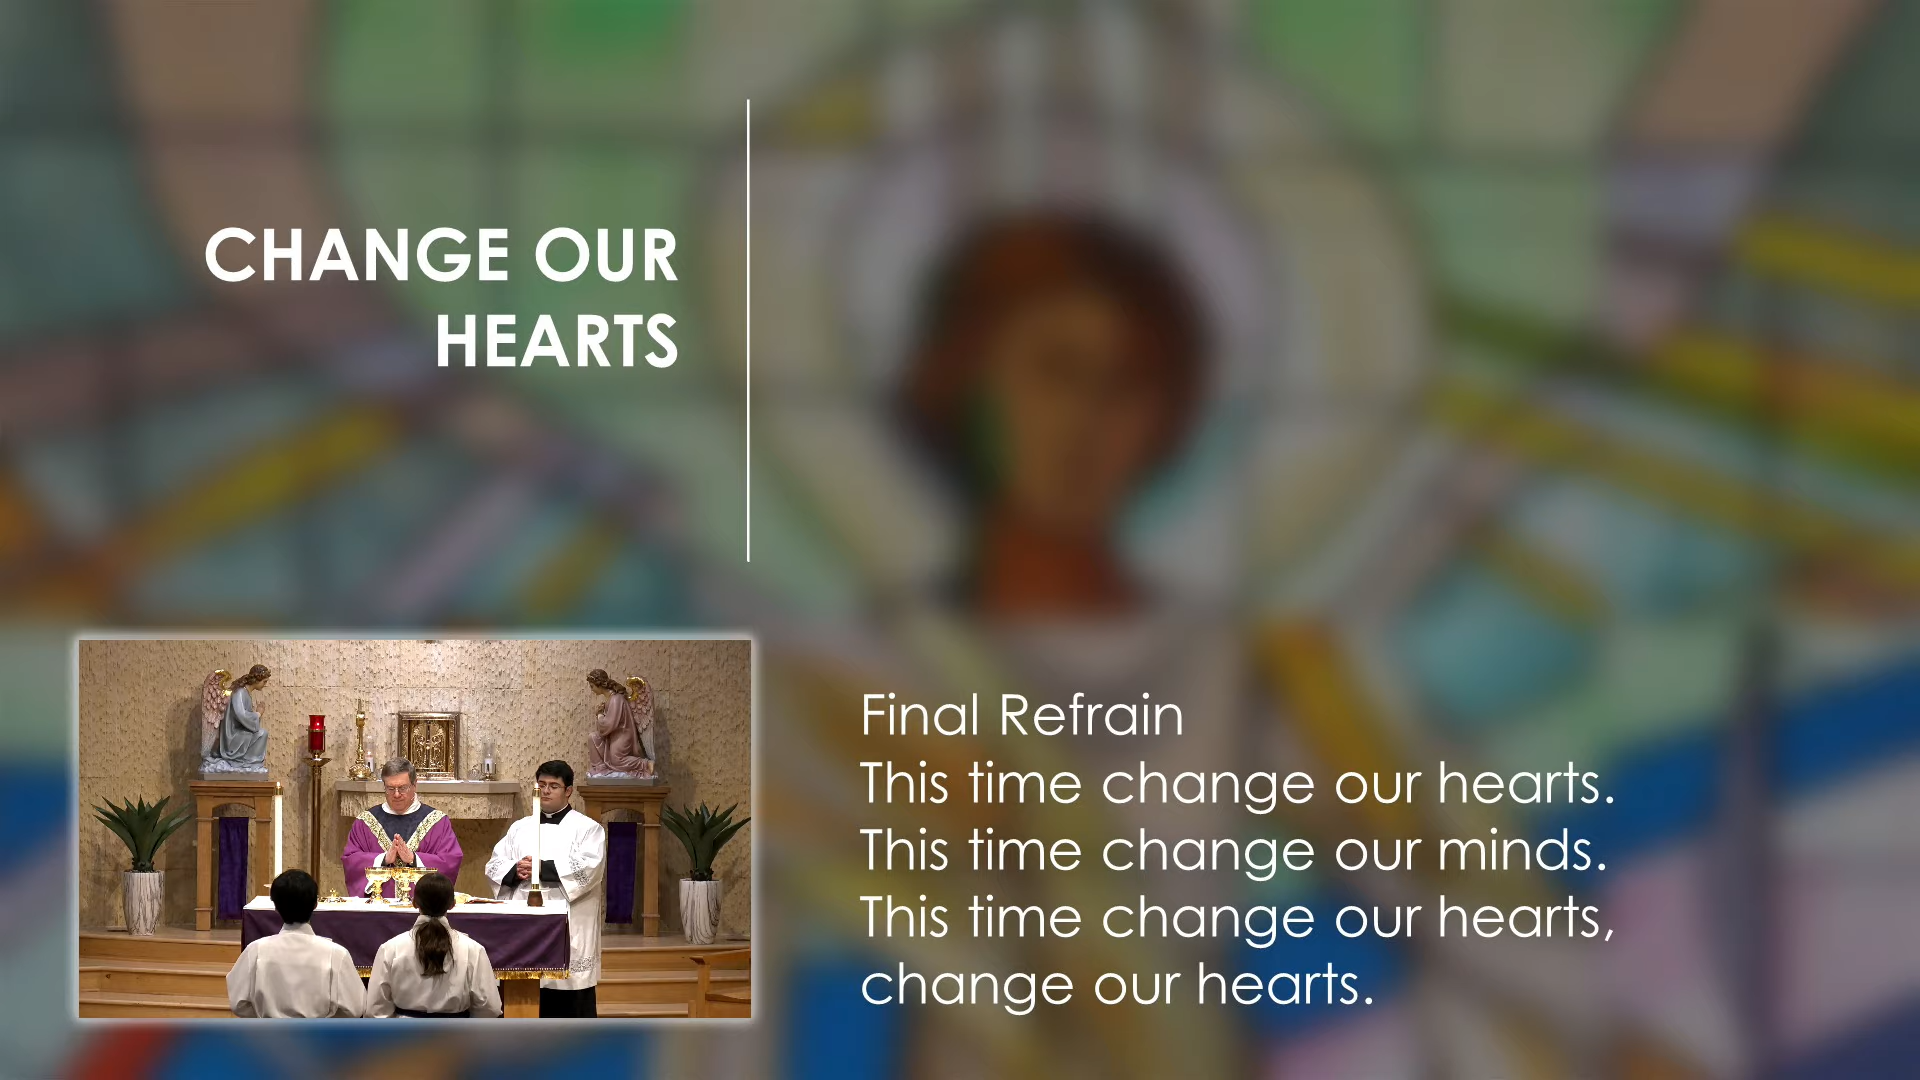 CHANGE OUR
HEARTS
Final Refrain
This time change our hearts.
This time change our minds.
This time change our hearts,
change our hearts.